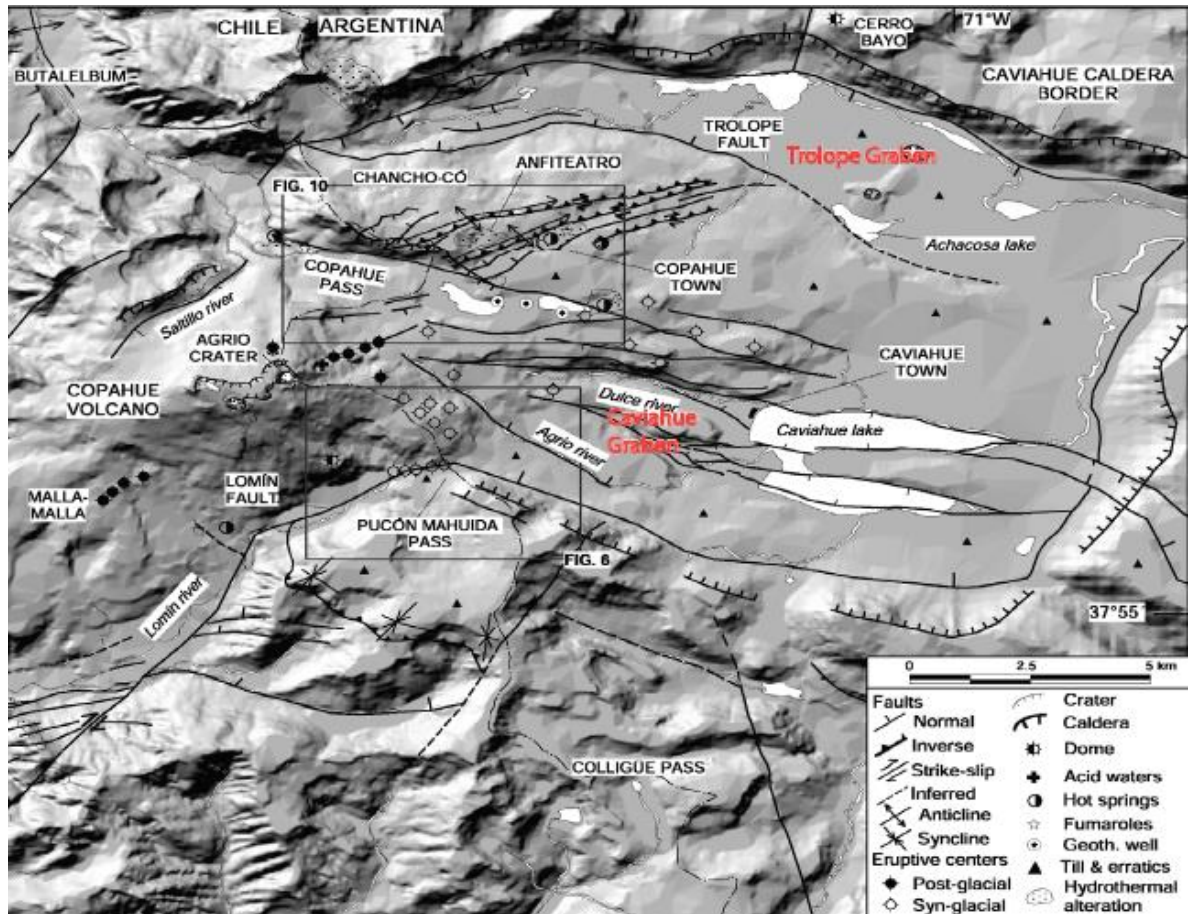 CHILE ARGENTINA
CERRO
BAYO
71°W
BUTALELBUM
CAVIAHUE CALDERA
BORDER
TROLOPE
FAULT
Trolope Graben
ANFITEATRO
CHANCHO-CÓ
FIG. 10
Achacosa lake
COPAHUE
PASS
COPAHUE
TOWN
Saltillo river
AGRIO
CRATER
COPAHUE
VOLCANO
CAVIAHUE
TOWN
Dulce river
Caviahue
Graben
Caviahue lake
Agrio river
MALLA-
MALLA
LOMÍN
FAULT
PUCÓN MAHUIDA
PASS
FIG. 6
Lomín river
37°55'
COLLIGÜE PASS
0 2.5 5 km
Faults
Normal
Inverse
Strike-slip
Inferred
Anticline
Syncline
Eruptive centers
Post-glacial
Syn-glacial
Crater
Caldera
Dome
Acid waters
Hot springs
Fumaroles
Geoth. well
Till & erratics
Hydrothermal
alteration